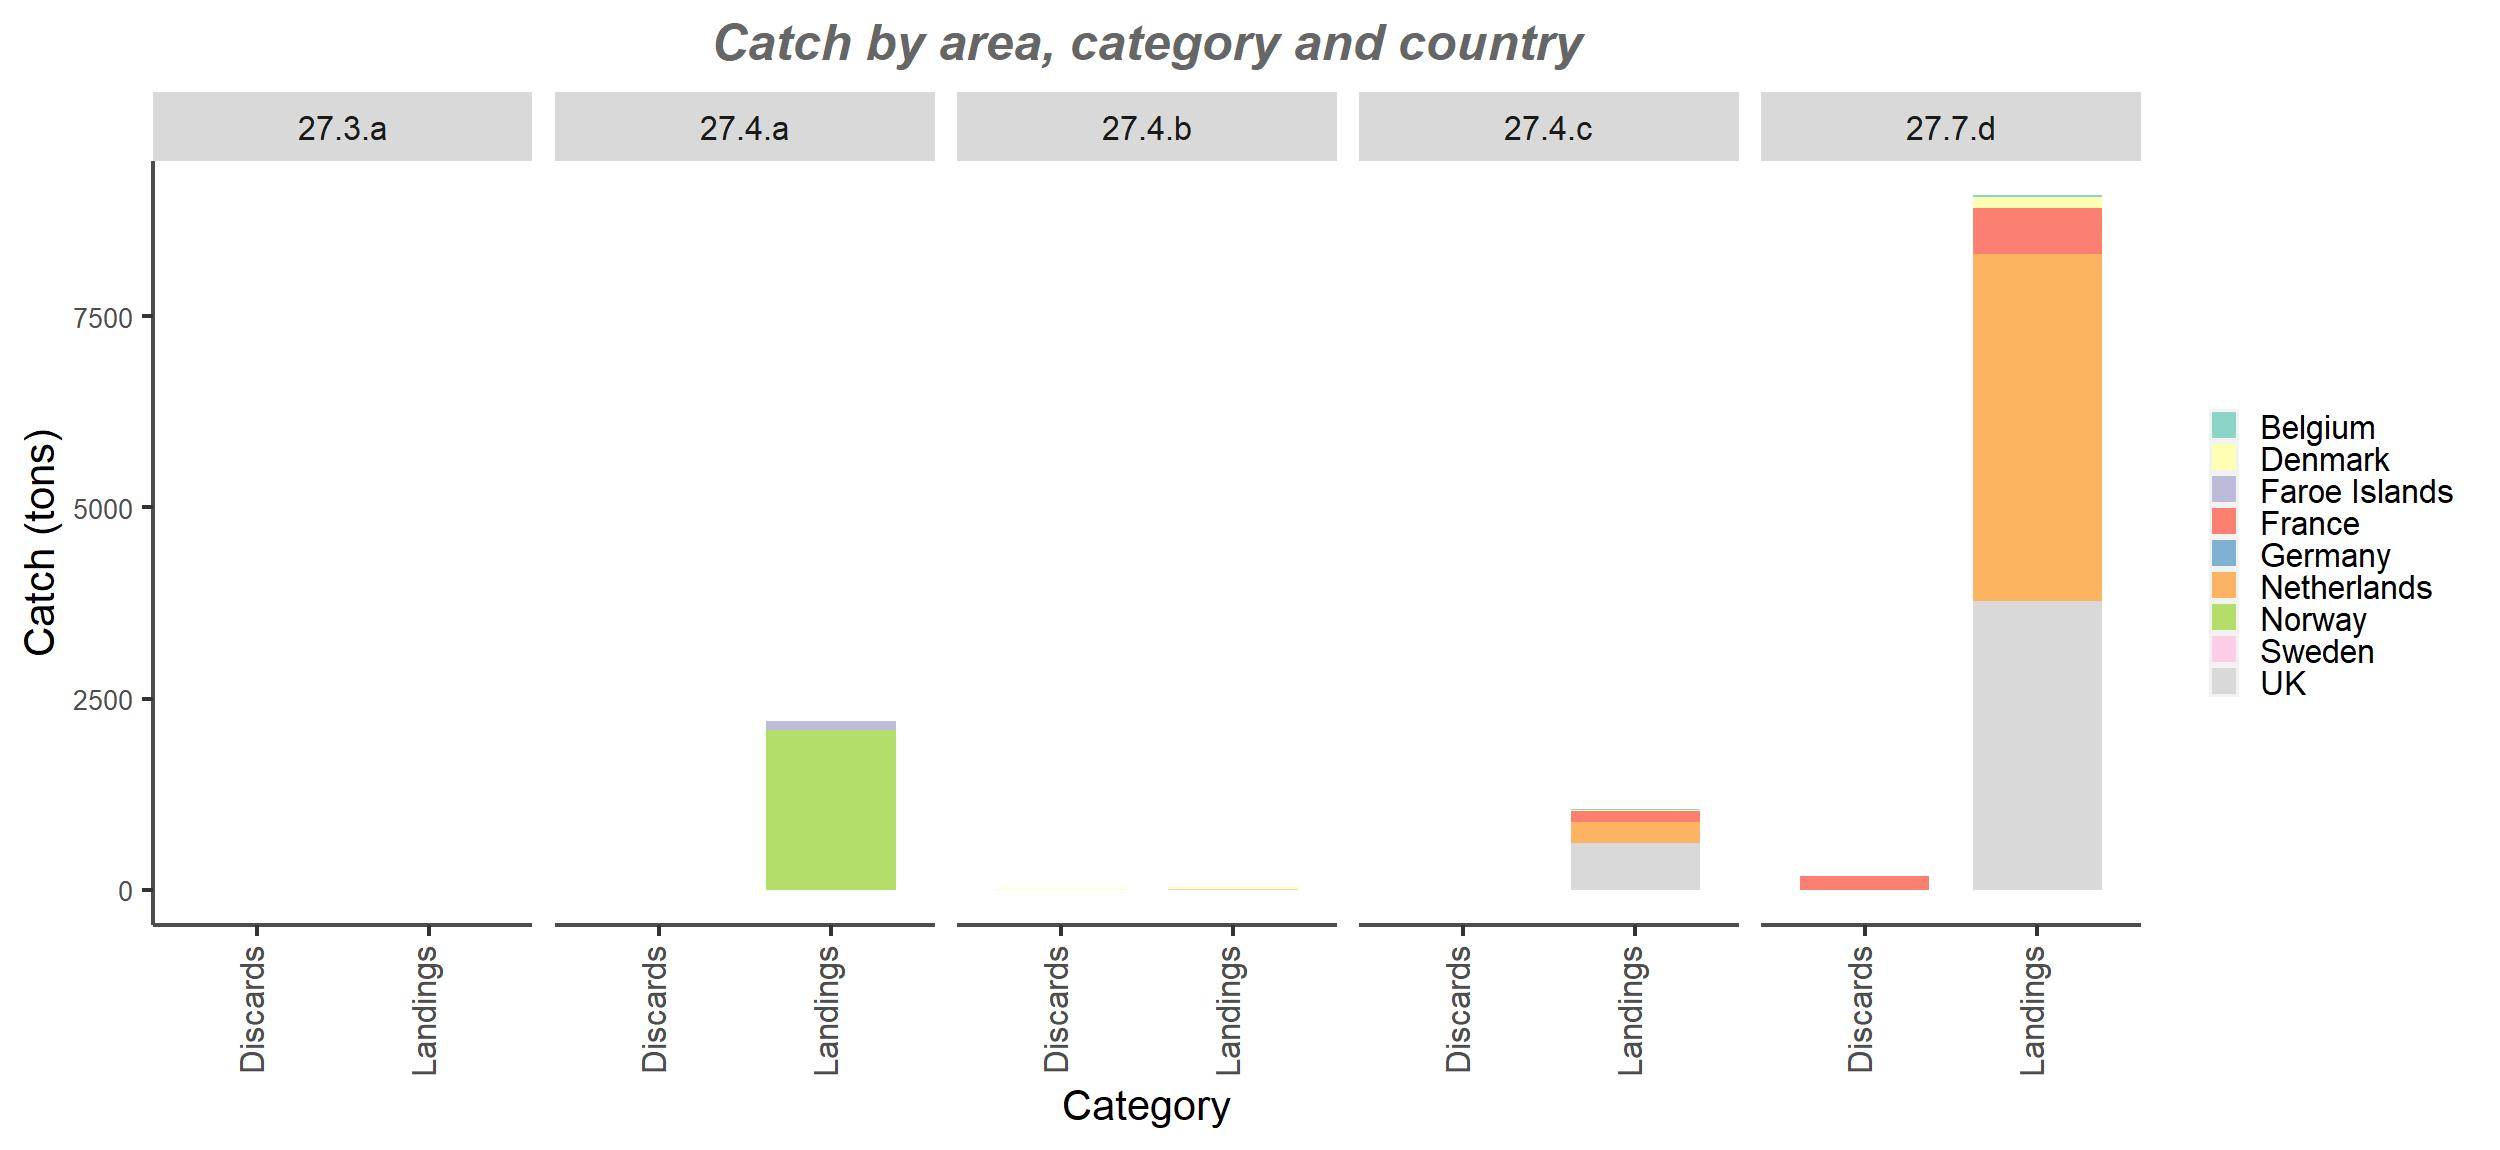 Catch by area, category and country
27.3.a
27.4.a
27.4.b
27.4.c
27.7.d
Catch (tons)
7500
5000
2500
0
Discards
Landings
Discards
Landings
Discards
Landings
Discards
Landings
Discards
Landings
Category
Belgium
Denmark
Faroe Islands
France
Germany
Netherlands
Norway
Sweden
UK